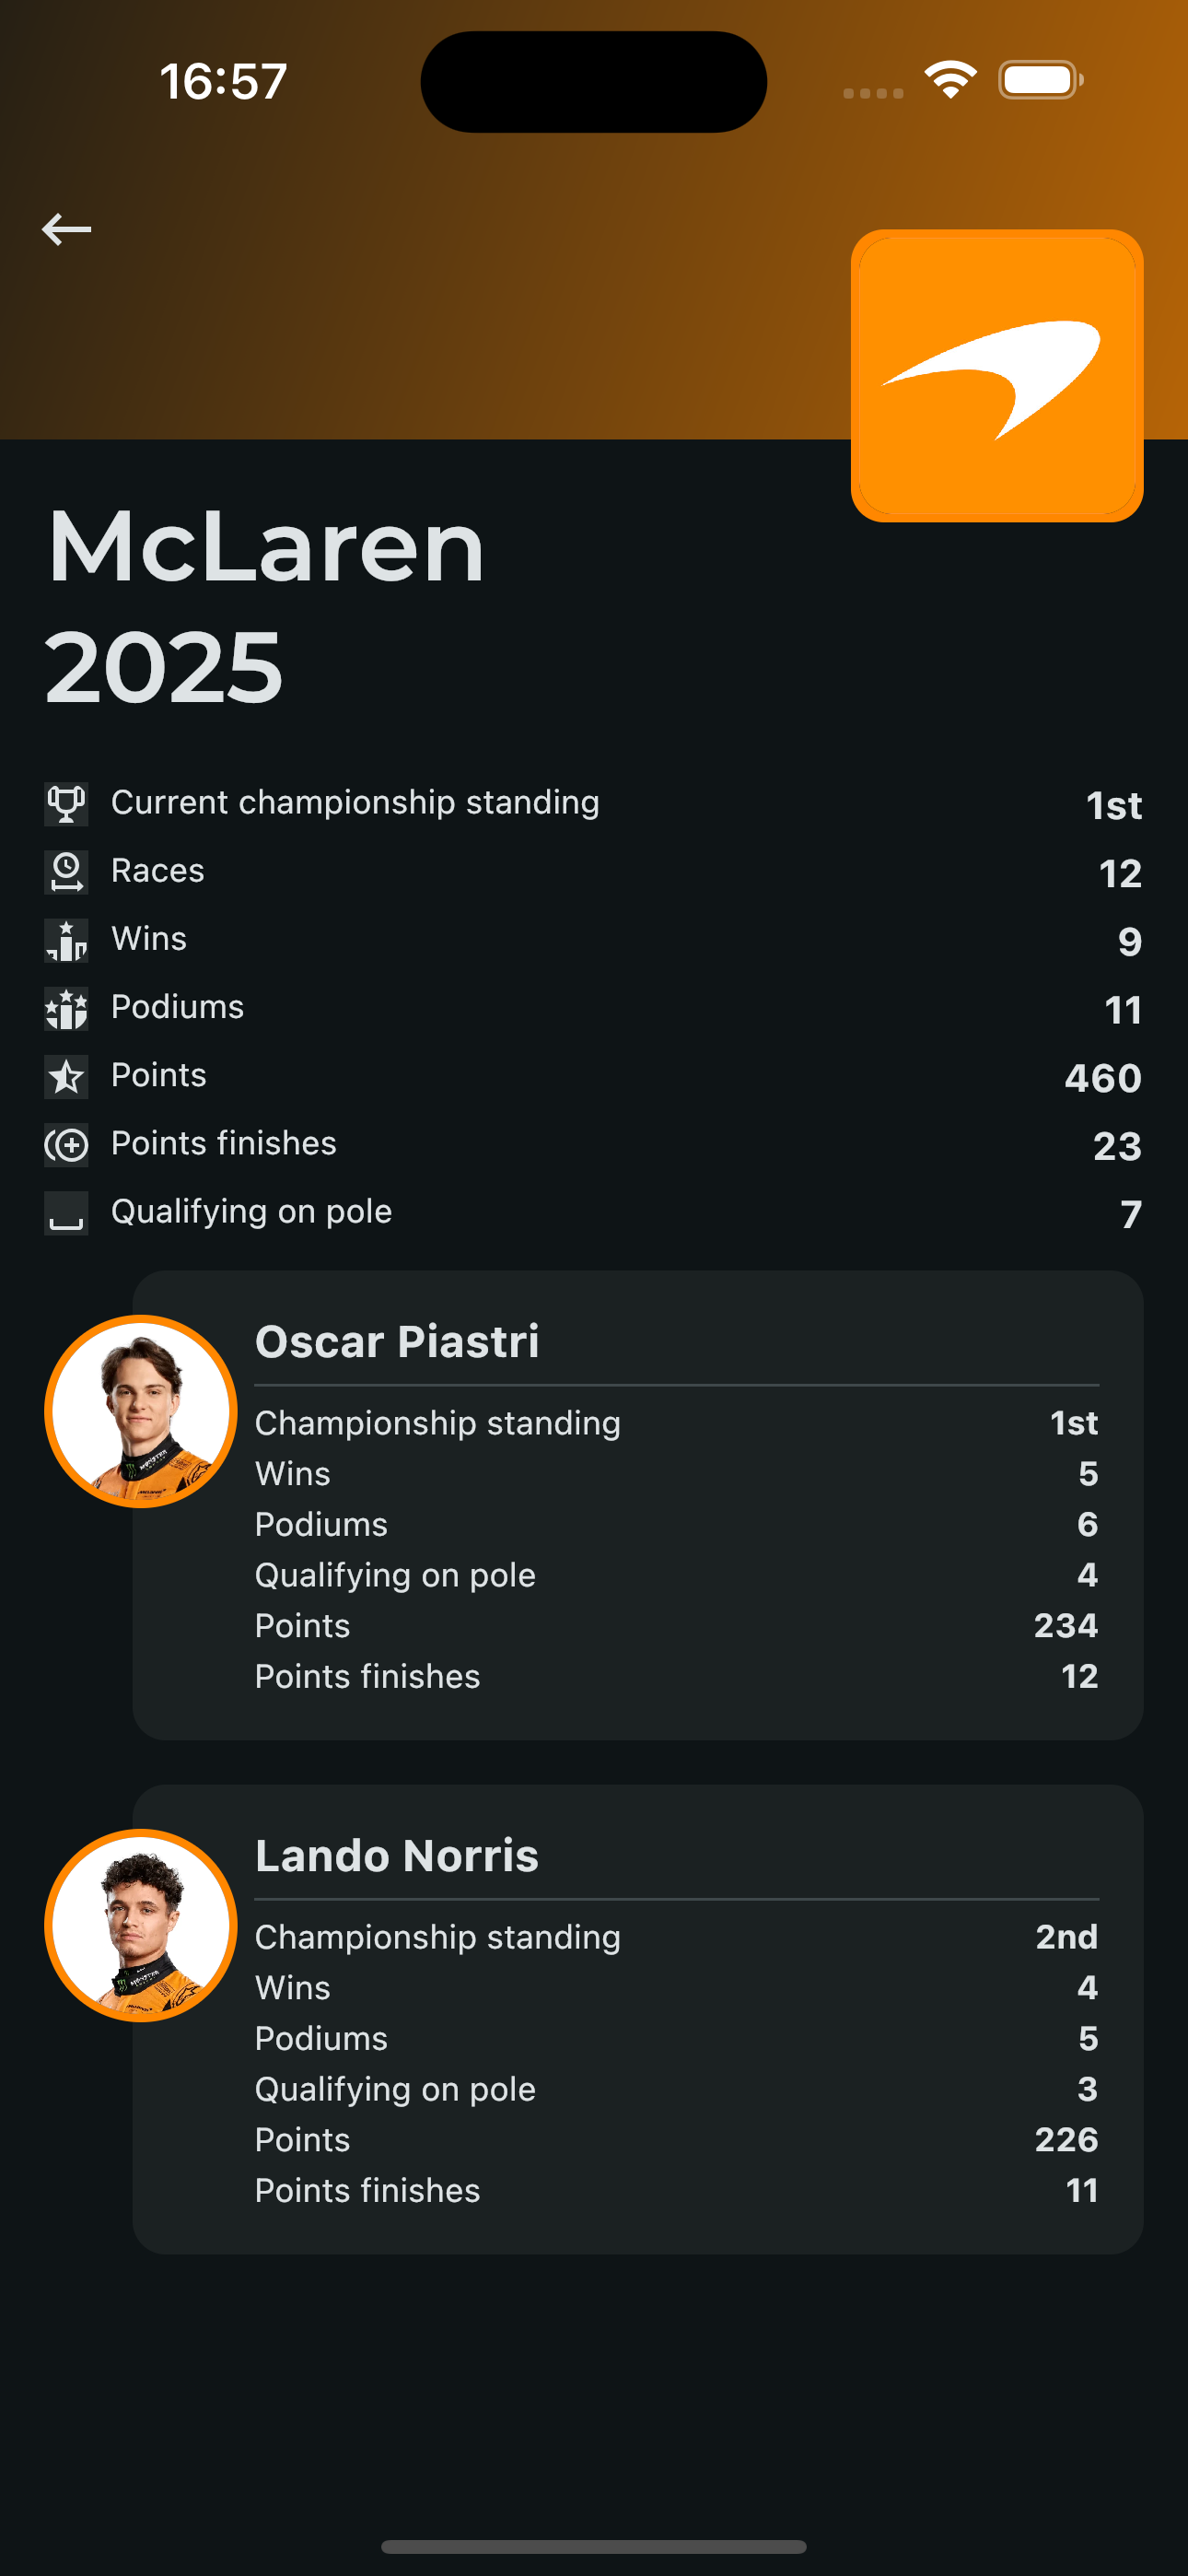 16:57
McLaren
2025
Current championship standing 1st
Races 12
Wins 9
Podiums 11
Points 460
Points finishes 23
Qualifying on pole 7
Oscar Piastri
Championship standing 1st
Wins 5
Podiums 6
Qualifying on pole 4
Points 234
Points finishes 12
Lando Norris
Championship standing 2nd
Wins 4
Podiums 5
Qualifying on pole 3
Points 226
Points finishes 11